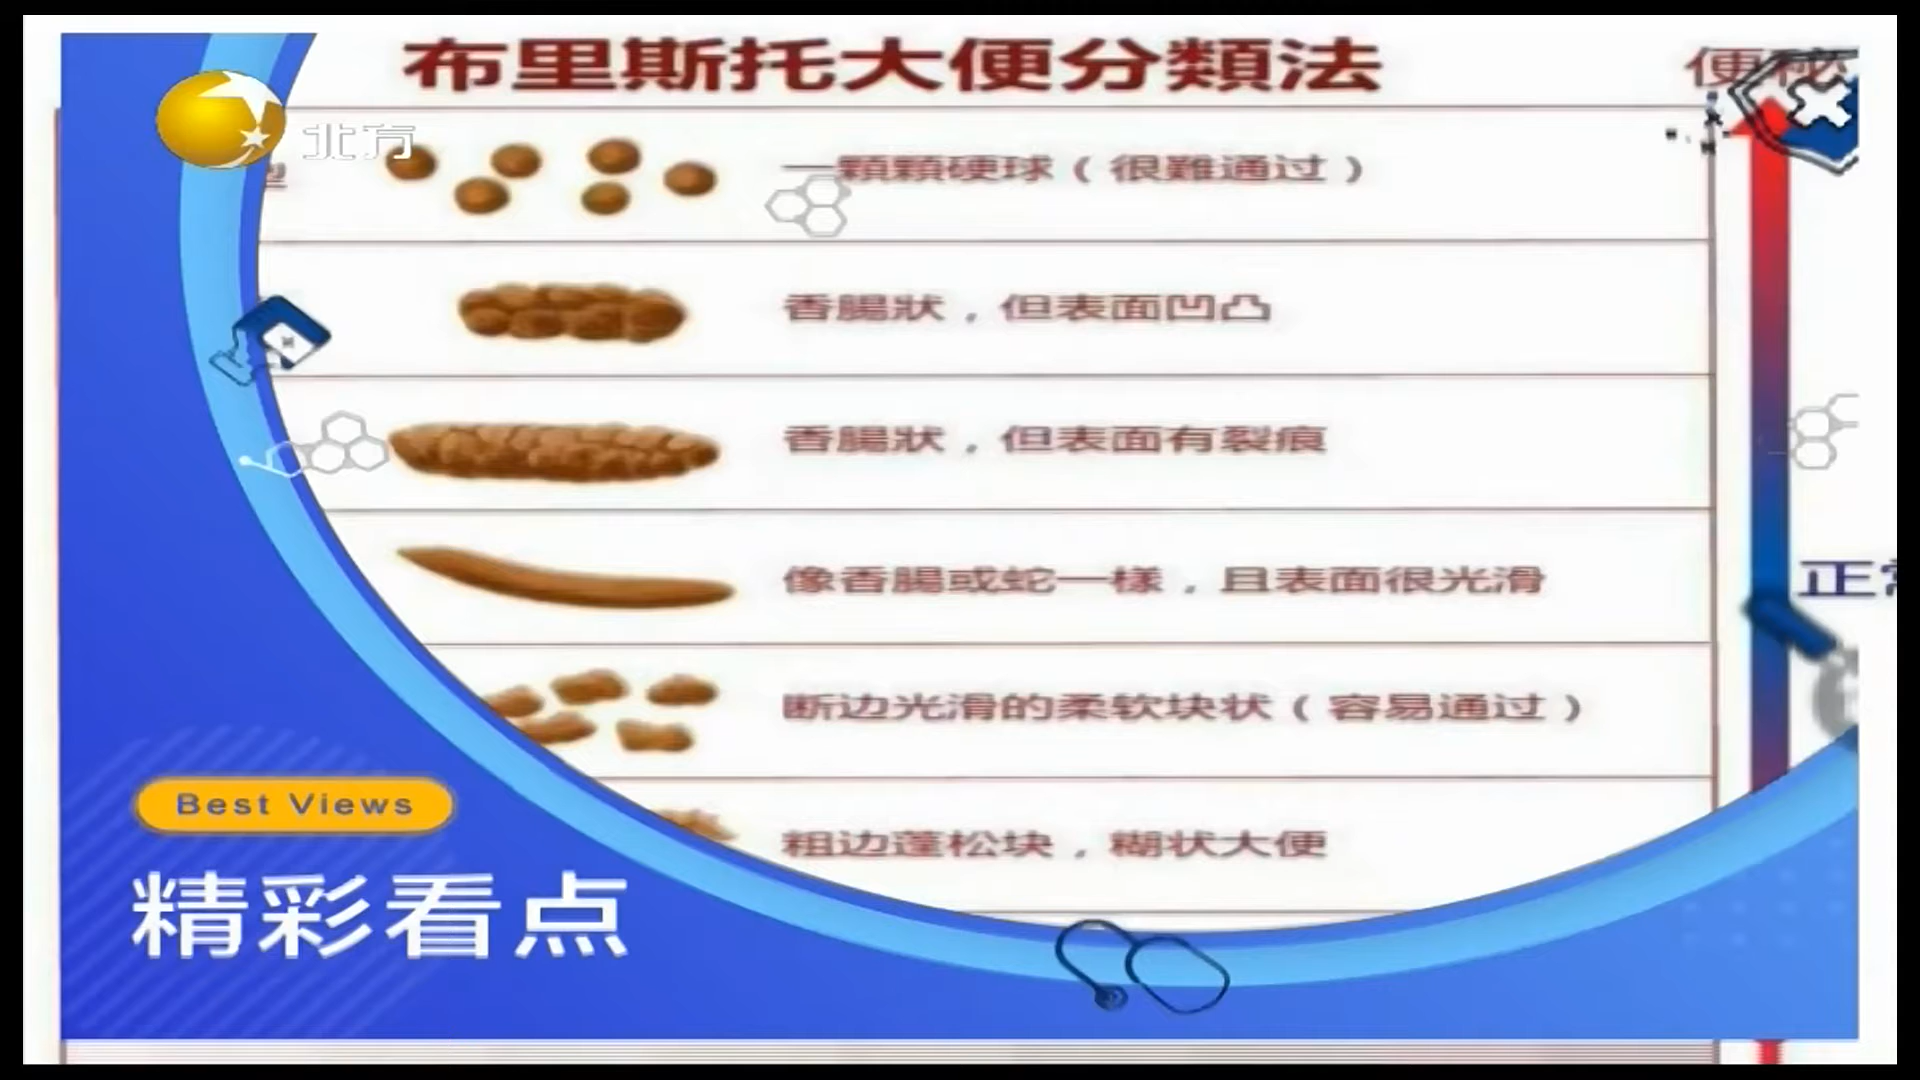 布里斯托大便分類法
便秘
北方
型
一顆顆硬球（很難通过）
香腸狀，但表面凹凸
香腸狀，但表面有裂痕
像香腸或蛇一樣，且表面很光滑
正常
断边光滑的柔软块状（容易通过）
粗边蓬松块，糊状大便
Best Views
精彩看点